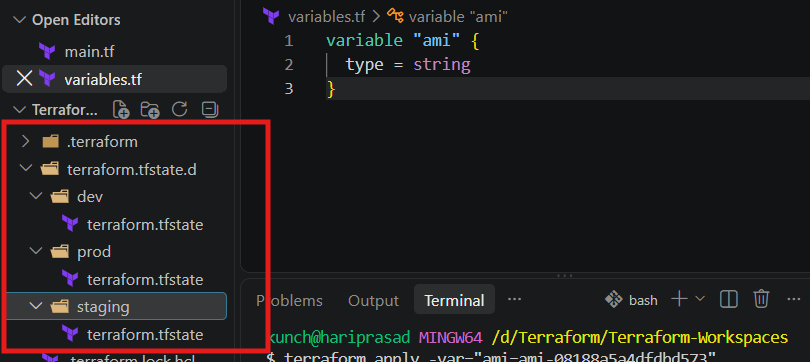 Open Editors
main.tf
variables.tf
Terrafor...
.terraform
terraform.tfstate.d
dev
terraform.tfstate
prod
terraform.tfstate
staging
terraform.tfstate
.terraform.lock.hcl
variables.tf > variable "ami"
1 variable "ami" {
2 type = string
3 }
Problems Output Terminal ... bash
kunch@hariprasad MINGW64 /d/Terraform/Terraform-Workspaces
$ terraform apply -var="ami=ami-08188a5a4dfdbd573"